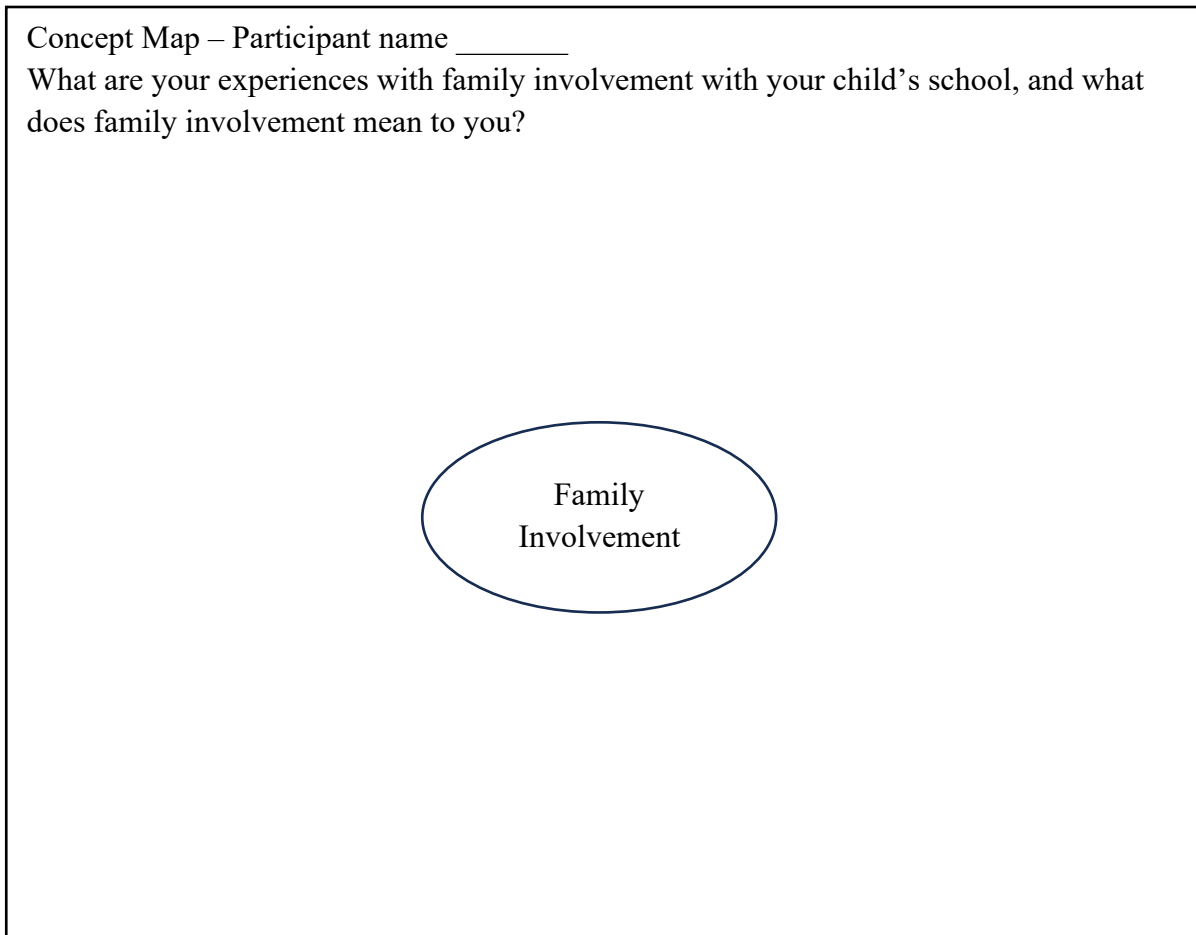 Concept Map – Participant name _______
What are your experiences with family involvement with your child’s school, and what
does family involvement mean to you?
Family
Involvement